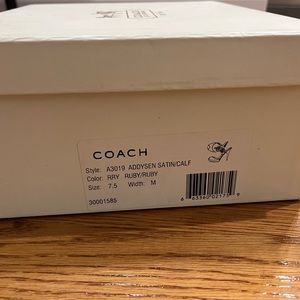 COACH
Style: A3019 ADDYSEN SATIN/CALF
Color: RRY RUBY/RUBY
Size: 7.5 Width: M
30001585